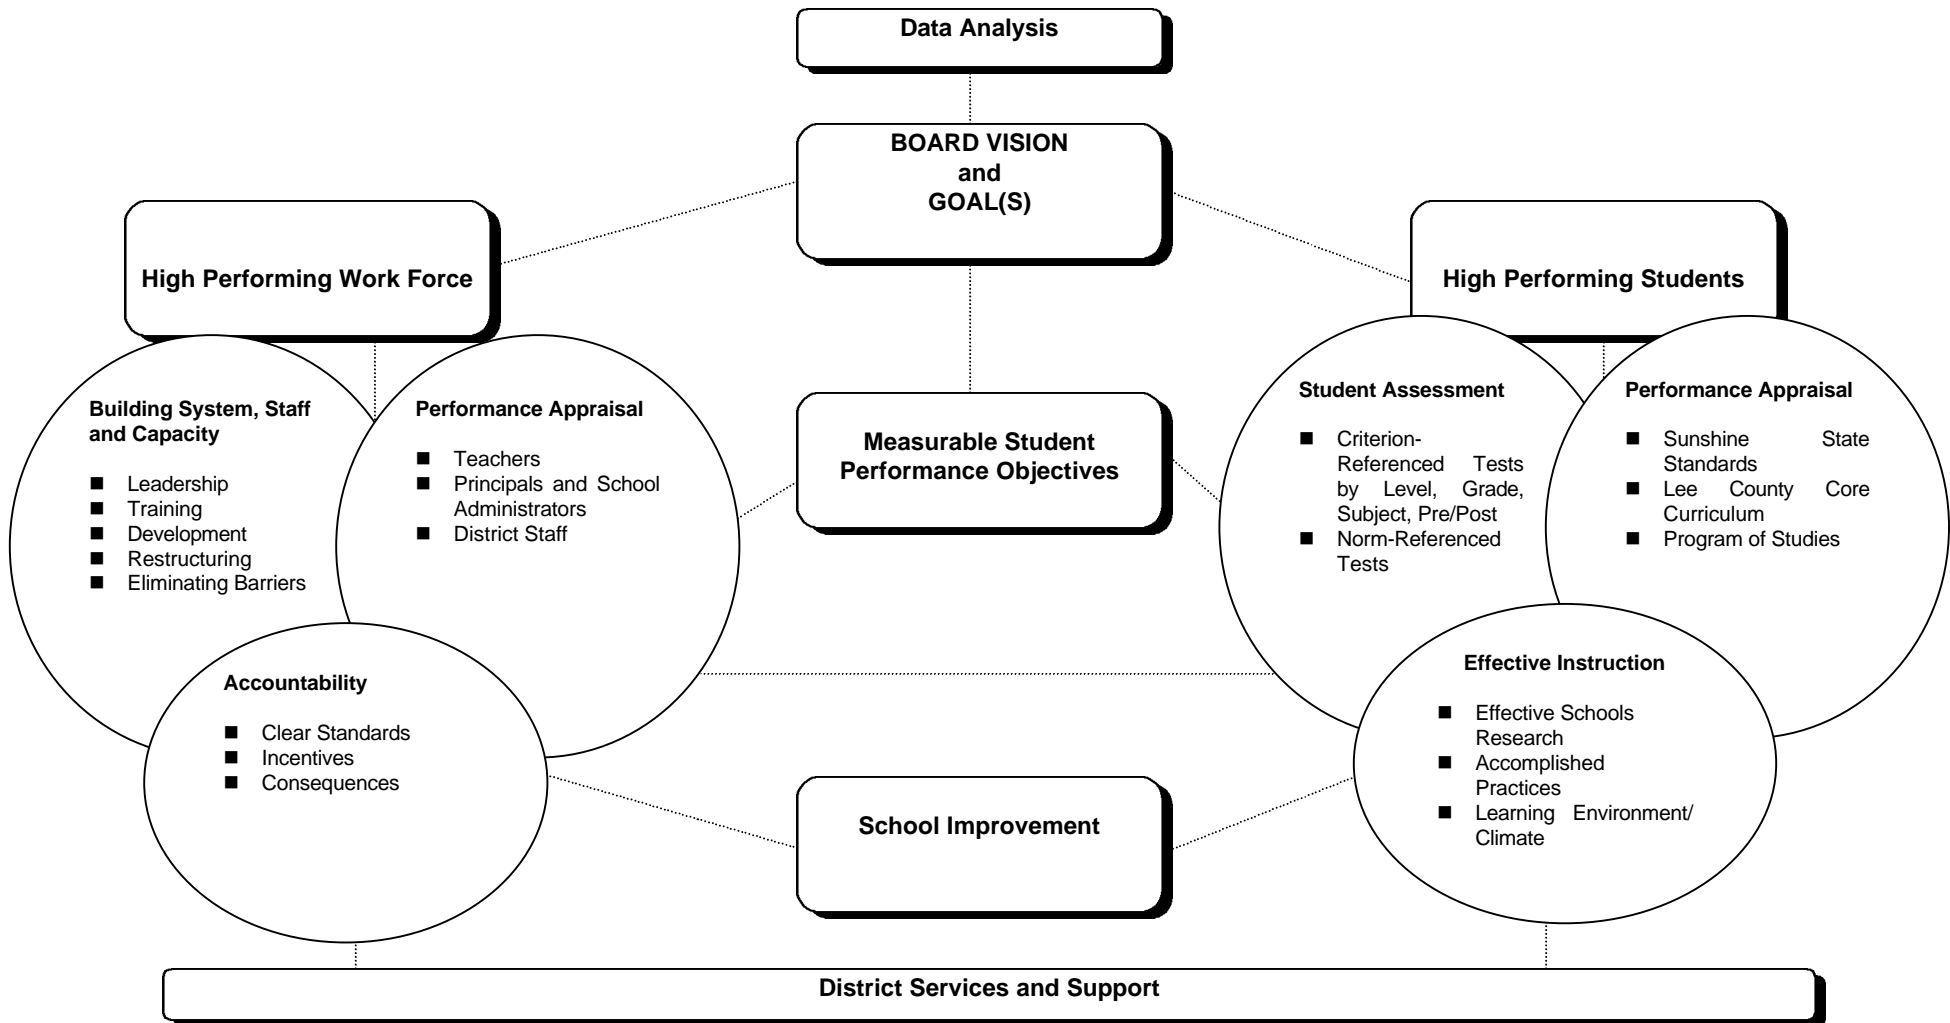 Data Analysis
BOARD VISION
and
GOAL(S)
High Performing Work Force
High Performing Students
Building System, Staff
and Capacity
■ Leadership
■ Training
■ Development
■ Restructuring
■ Eliminating Barriers
Performance Appraisal
■ Teachers
■ Principals and School
Administrators
■ District Staff
Accountability
■ Clear Standards
■ Incentives
■ Consequences
Measurable Student
Performance Objectives
Student Assessment
■ Criterion-
Referenced Tests
by Level, Grade,
Subject, Pre/Post
■ Norm-Referenced
Tests
Performance Appraisal
■ Sunshine State
Standards
■ Lee County Core
Curriculum
■ Program of Studies
Effective Instruction
■ Effective Schools
Research
■ Accomplished
Practices
■ Learning Environment/
Climate
School Improvement
District Services and Support